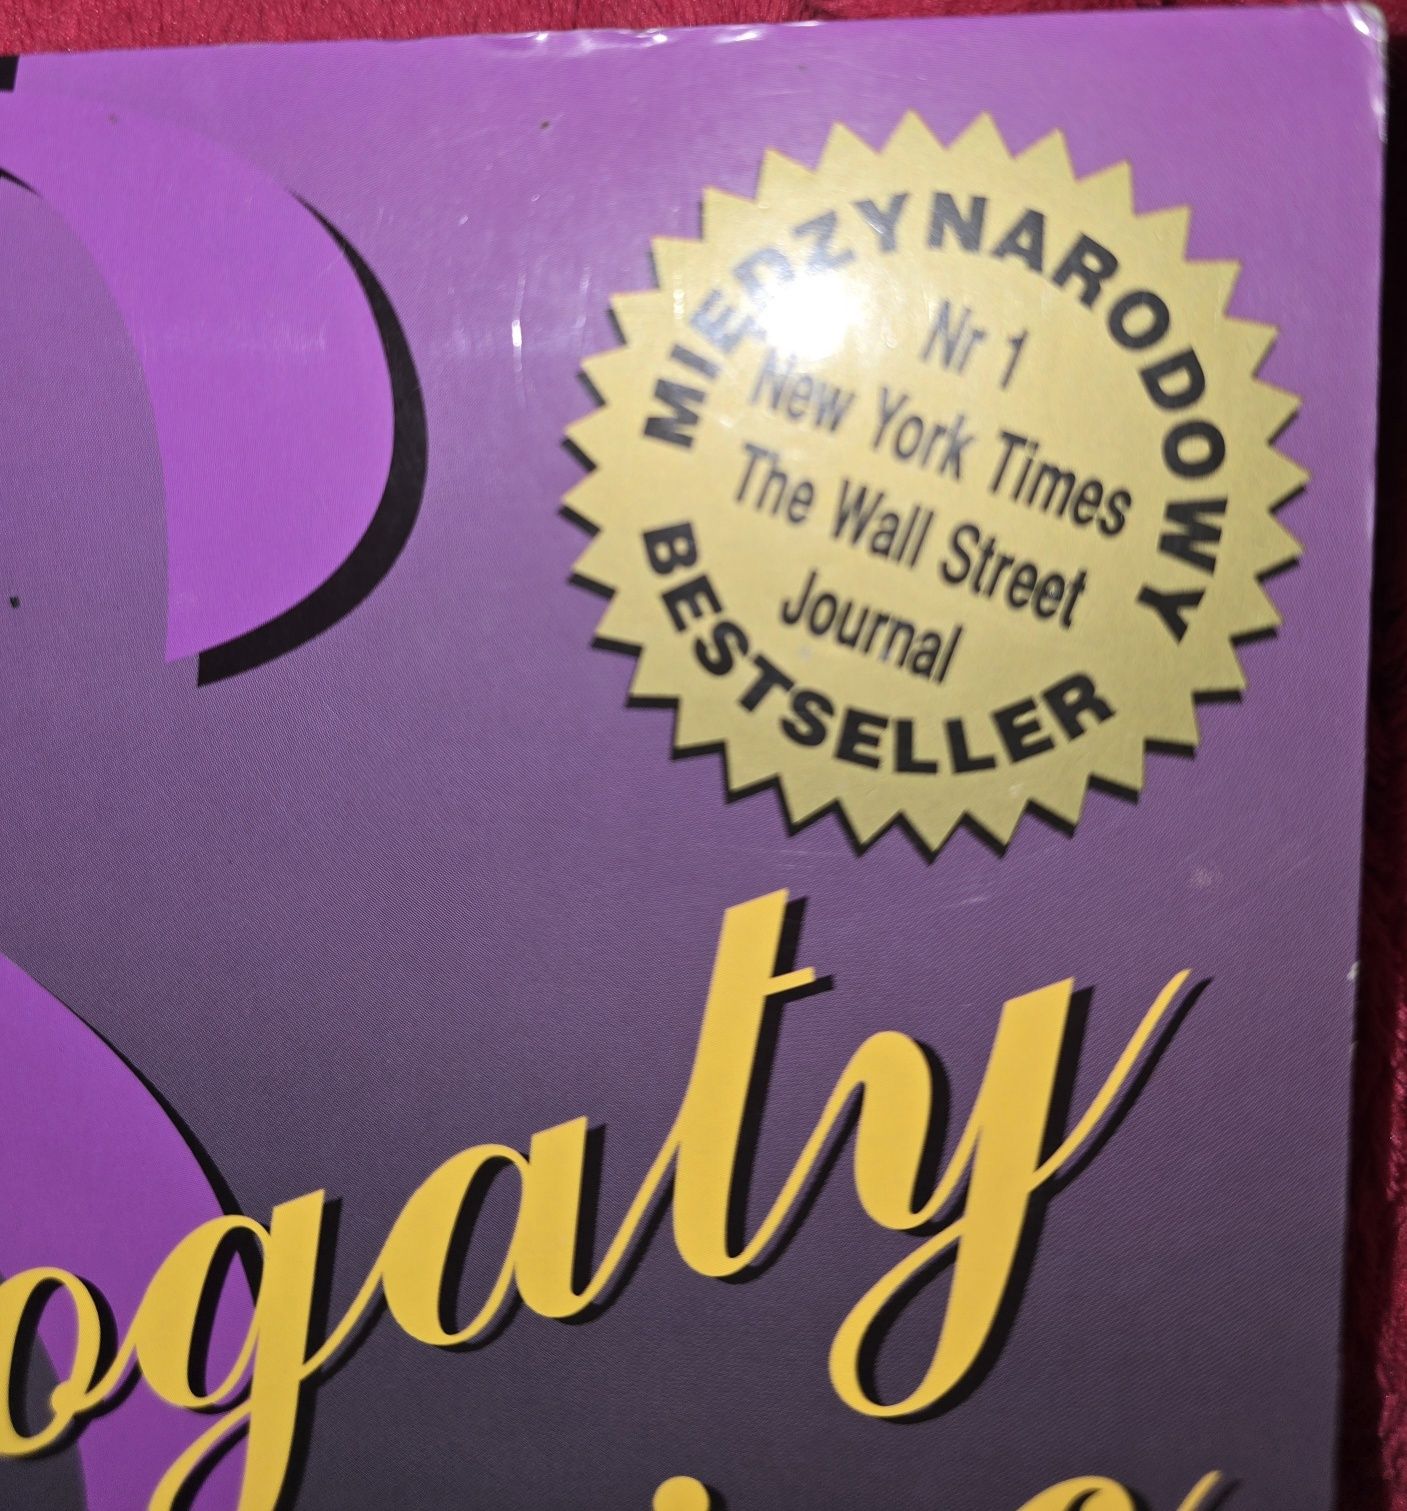 MIĘDZYNARODOWY
Nr 1
New York Times
The Wall Street
Journal
BESTSELLER
ogaty